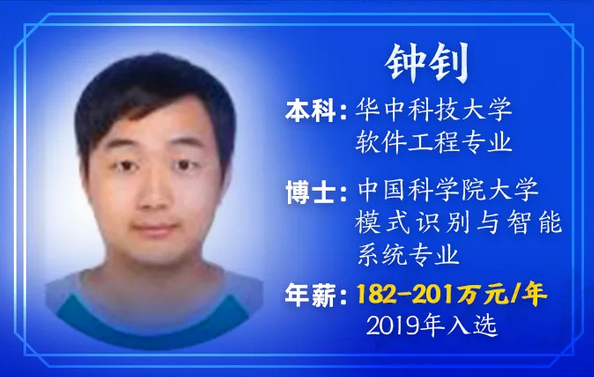 钟钊
本科：华中科技大学
软件工程专业
博士：中国科学院大学
模式识别与智能
系统专业
年薪：182-201万元/年
2019年入选